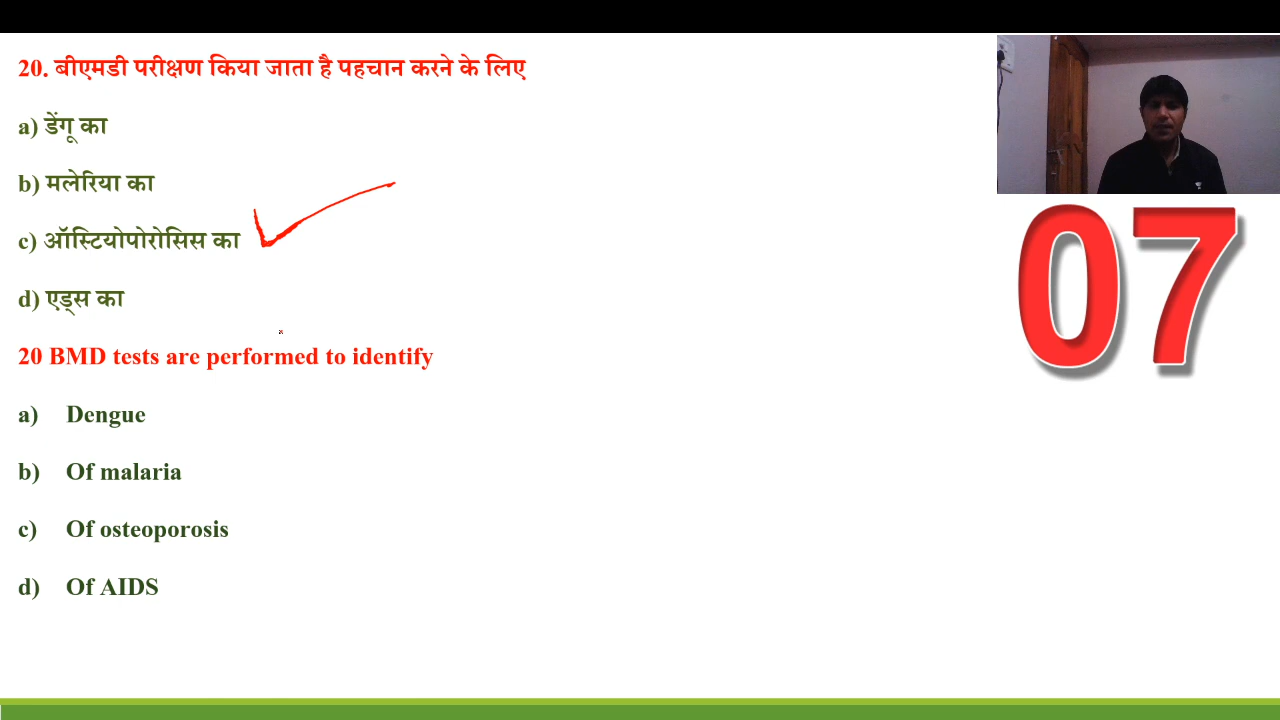 20. बीएमडी परीक्षण किया जाता है पहचान करने के लिए
a) डेंगू का
b) मलेरिया का
c) ऑस्टियोपोरोसिस का
d) एड्स का
20 BMD tests are performed to identify
a) Dengue
b) Of malaria
c) Of osteoporosis
d) Of AIDS
07